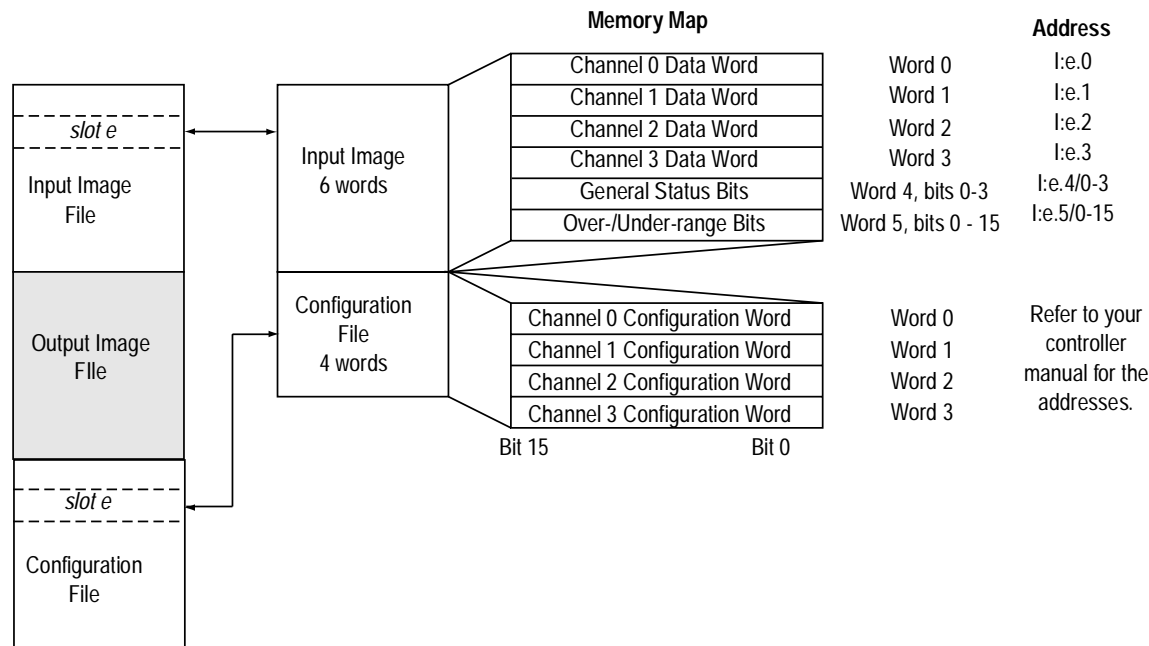 Memory Map
Address
Channel 0 Data Word Word 0 I:e.0
Channel 1 Data Word Word 1 I:e.1
Channel 2 Data Word Word 2 I:e.2
Channel 3 Data Word Word 3 I:e.3
General Status Bits Word 4, bits 0-3 I:e.4/0-3
Over-/Under-range Bits Word 5, bits 0 - 15 I:e.5/0-15
slot e
Input Image
File
Input Image
6 words
Output Image
FIle
Configuration
File
4 words
Channel 0 Configuration Word Word 0
Channel 1 Configuration Word Word 1
Channel 2 Configuration Word Word 2
Channel 3 Configuration Word Word 3
Refer to your
controller
manual for the
addresses.
Bit 15 Bit 0
slot e
Configuration
File